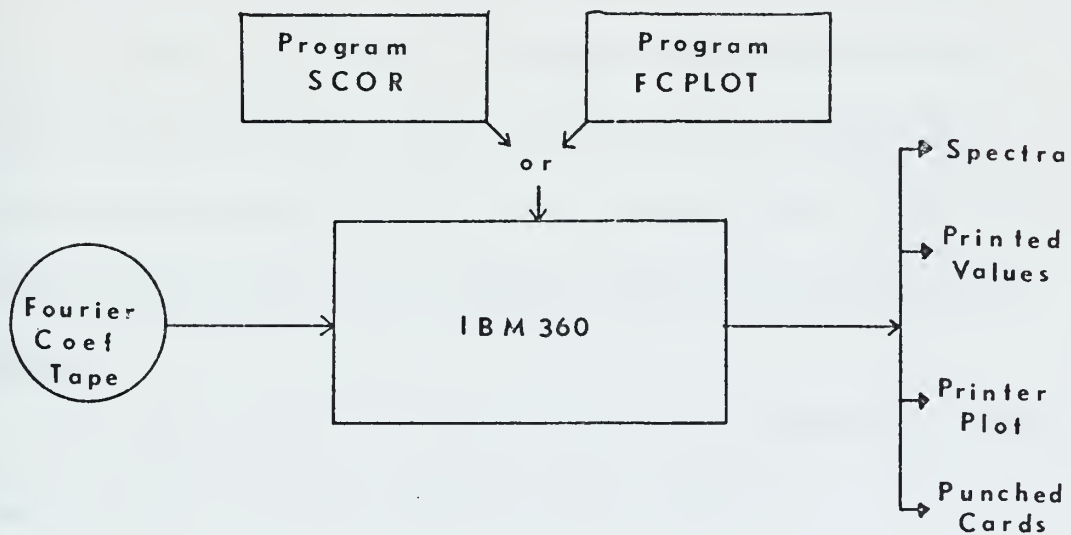 Program
SCOR
Program
FCPLOT
or
Fourier
Coef
Tape
IBM 360
Spectra
Printed
Values
Printer
Plot
Punched
Cards